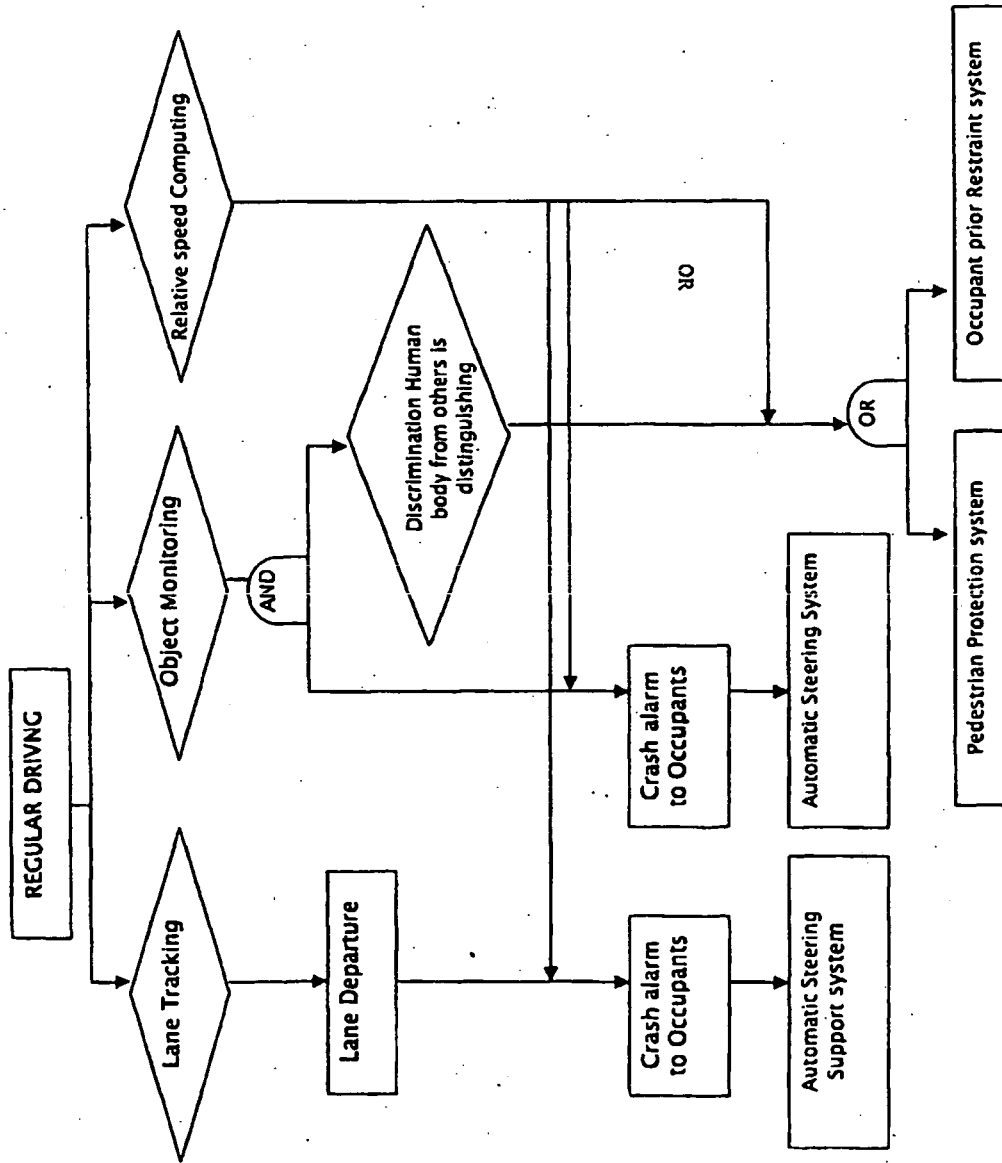 REGULAR DRIVNG
Lane Tracking
Object Monitoring
Relative speed Computing
AND
Lane Departure
Discrimination Human
body from others is
distinguishing
OR
Crash alarm
to Occupants
Crash alarm
to Occupants
Automatic Steering
Support system
Automatic Steering System
OR
Pedestrian Protection system
Occupant prior Restraint system